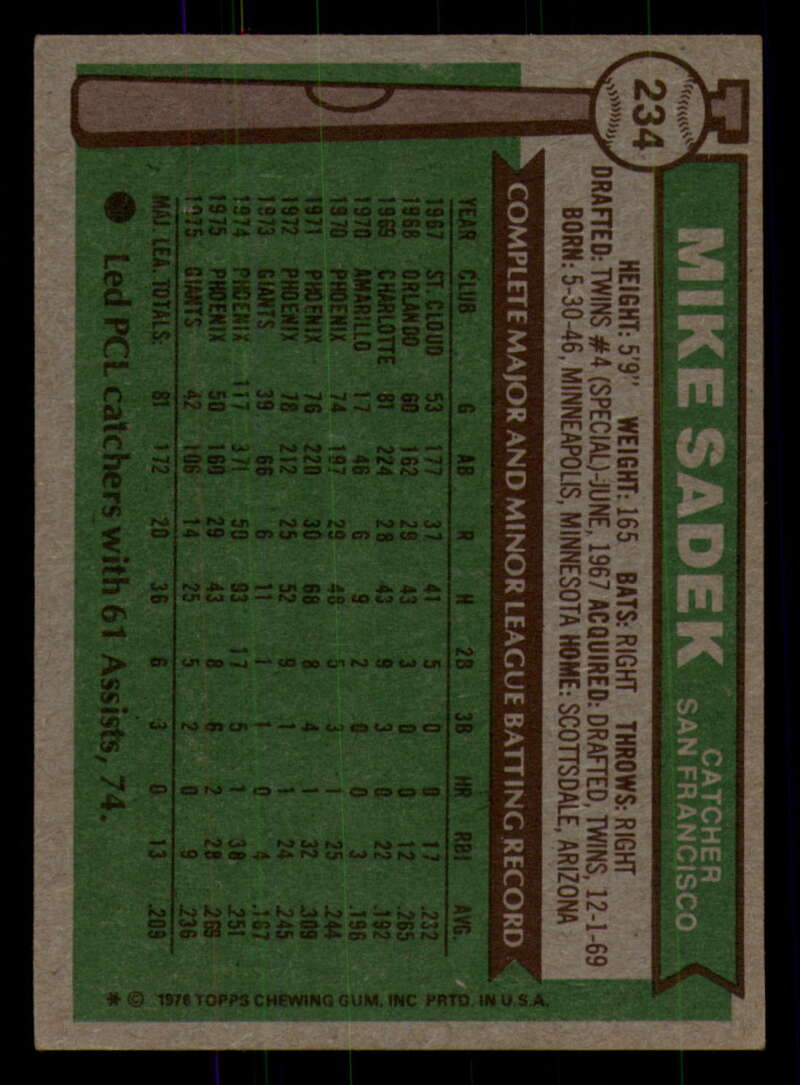 234
MIKE SADEK
CATCHER
SAN FRANCISCO
HEIGHT: 5'9" WEIGHT: 165 BATS: RIGHT THROWS: RIGHT
DRAFTED: TWINS #4 (SPECIAL)-JUNE, 1967 ACQUIRED: DRAFTED, TWINS, 12-1-69
BORN: 5-30-46, MINNEAPOLIS, MINNESOTA HOME: SCOTTSDALE, ARIZONA
COMPLETE MAJOR AND MINOR LEAGUE BATTING RECORD
YEAR CLUB G AB R H 2B 3B HR RBI AVG.
1967 ST. CLOUD 53 177 37 41 5 0 0 17 .232
1968 ORLANDO 60 162 29 43 3 0 0 12 .265
1969 CHARLOTTE 81 224 28 43 9 3 0 22 .192
1970 AMARILLO 17 46 6 9 2 0 0 3 .196
1970 PHOENIX 74 197 29 48 5 3 1 25 .244
1971 PHOENIX 76 220 30 68 8 4 1 32 .309
1972 PHOENIX 78 212 25 52 9 1 1 24 .245
1973 GIANTS 39 66 6 11 1 1 0 4 .167
1974 PHOENIX 117 371 50 93 17 5 1 38 .251
1975 PHOENIX 50 160 29 43 8 6 2 28 .269
1975 GIANTS 42 106 14 25 5 2 0 9 .236
MAJ. LEA. TOTALS 81 172 20 36 6 3 0 13 .209
Led PCL catchers with 61 Assists, 74.
* © 1976 TOPPS CHEWING GUM, INC PRTD. IN U.S.A.